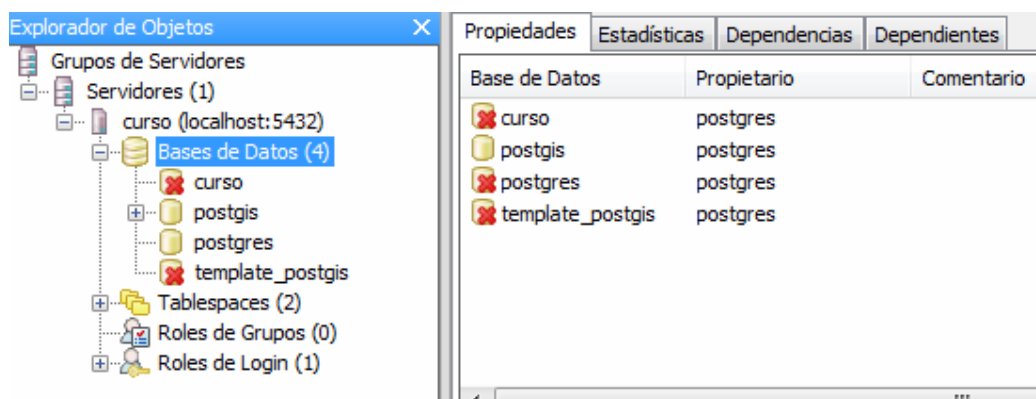 Explorador de Objetos
Grupos de Servidores
Servidores (1)
curso (localhost:5432)
Bases de Datos (4)
curso
postgis
postgres
template_postgis
Tablespaces (2)
Roles de Grupos (0)
Roles de Login (1)
Propiedades Estadísticas Dependencias Dependientes
Base de Datos Propietario Comentario
curso postgres
postgis postgres
postgres postgres
template_postgis postgres